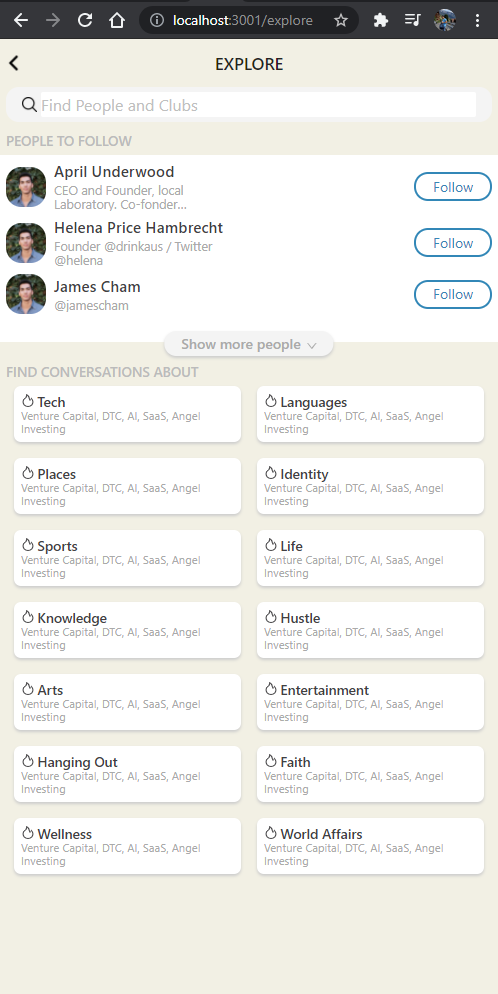 localhost:3001/explore
EXPLORE
Find People and Clubs
PEOPLE TO FOLLOW
April Underwood
CEO and Founder, local
Laboratory. Co-fonder...
Follow
Helena Price Hambrecht
Founder @drinkaus / Twitter
@helena
Follow
James Cham
@jamescham
Follow
Show more people
FIND CONVERSATIONS ABOUT
Tech
Venture Capital, DTC, AI, SaaS, Angel
Investing
Languages
Venture Capital, DTC, AI, SaaS, Angel
Investing
Places
Venture Capital, DTC, AI, SaaS, Angel
Investing
Identity
Venture Capital, DTC, AI, SaaS, Angel
Investing
Sports
Venture Capital, DTC, AI, SaaS, Angel
Investing
Life
Venture Capital, DTC, AI, SaaS, Angel
Investing
Knowledge
Venture Capital, DTC, AI, SaaS, Angel
Investing
Hustle
Venture Capital, DTC, AI, SaaS, Angel
Investing
Arts
Venture Capital, DTC, AI, SaaS, Angel
Investing
Entertainment
Venture Capital, DTC, AI, SaaS, Angel
Investing
Hanging Out
Venture Capital, DTC, AI, SaaS, Angel
Investing
Faith
Venture Capital, DTC, AI, SaaS, Angel
Investing
Wellness
Venture Capital, DTC, AI, SaaS, Angel
Investing
World Affairs
Venture Capital, DTC, AI, SaaS, Angel
Investing